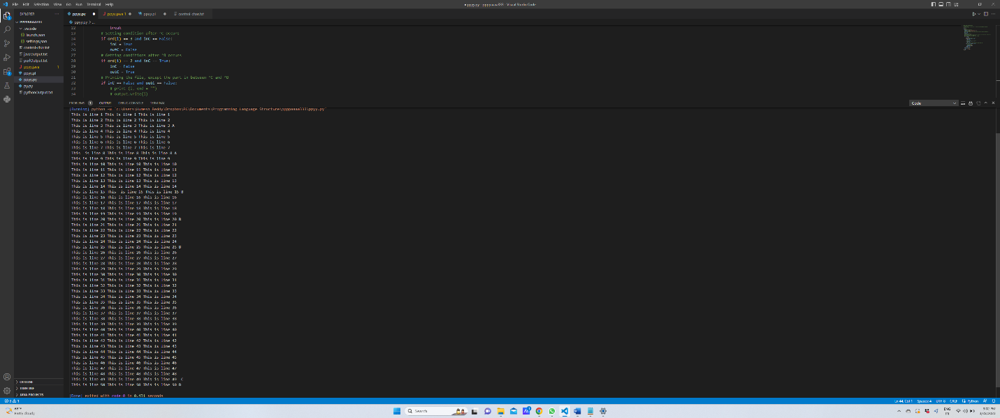 File Edit Selection View Go Run Terminal Help
ppyy.py - ppppaaaa333 - Visual Studio Code
EXPLORER
PPPPAAAA333
.vscode
launch.json
settings.json
control-char.txt
javaOutput.txt
perlOutput.txt
ppyy.java 1
ppyy.pl
ppyy.py
py.py
pythonOutput.txt
OUTLINE
TIMELINE
JAVA PROJECTS
ppyy.py
ppyy.java 1
ppyy.pl
control-char.txt
ppyy.py > ...
22 break
23 # Setting condition after ^C occurs
24 if ord(i) == 3 and inC == False:
25 inC = True
26 outC = False
27 # Getting conditions after ^B occurs
28 if ord(i) == 2 and inC == True:
29 inC = False
30 outC = True
31 # Printing the file, except the part in between ^C and ^B
32 if inC == False and outC == False:
33 # print (i, end = "")
34 # output.write(i)
PROBLEMS 1 OUTPUT DEBUG CONSOLE TERMINAL
Code
[Running] python -u "c:\Users\Sumesh Reddy\Dropbox\PC\Documents\Programming Language Structure\ppppaaaa333\ppyy.py"
This is line 1 This is line 1 This is line 1
This is line 2 This is line 2 This is line 2
This is line 3 This is line 3 This is line 3 A
This is line 4 This is line 4 This is line 4
This is line 5 This is line 5 This is line 5
This is line 6 This is line 6 This is line 6
This is line 7 This is line 7 This is line 7
This  is line 8 This is line 8 This is line 8 A
This is line 9 This is line 9 This is line 9
This is line 10 This is line 10 This is line 10
This is line 11 This is line 11 This is line 11
This is line 12 This is line 12 This is line 12
This is line 13 This is line 13 This is line 13
This is line 14 This is line 14 This is line 14
This is line 15 This  is line 15 This is line 15 B
This is line 16 This is line 16 This is line 16
This is line 17 This is line 17 This is line 17
This is line 18 This is line 18 This is line 18
This is line 19 This is line 19 This is line 19
This is line 20 This is line 20 This is line 20 B
This is line 21 This is line 21 This is line 21
This is line 22 This is line 22 This is line 22
This is line 23 This is line 23 This is line 23
This is line 24 This is line 24 This is line 24
This is line 25 This is line 25 This is line 25 B
This is line 26 This is line 26 This is line 26
This is line 27 This is line 27 This is line 27
This is line 28 This is line 28 This is line 28
This is line 29 This is line 29 This is line 29
This is line 30 This is line 30 This is line 30
This is line 31 This is line 31 This is line 31
This is line 32 This is line 32 This is line 32
This is line 33 This is line 33 This is line 33
This is line 34 This is line 34 This is line 34
This is line 35 This is line 35 This is line 35
This is line 36 This is line 36 This is line 36
This is line 37 This is line 37 This is line 37
This is line 38 This is line 38 This is line 38
This is line 39 This is line 39 This is line 39
This is line 40 This is line 40 This is line 40
This is line 41 This is line 41 This is line 41
This is line 42 This is line 42 This is line 42
This is line 43 This is line 43 This is line 43
This is line 44 This is line 44 This is line 44
This is line 45 This is line 45 This is line 45
This is line 46 This is line 46 This is line 46
This is line 47 This is line 47 This is line 47
This is line 48 This is line 48 This is line 48
This is line 49 This is line 49 This is line 49  C
This is line 50 This is line 50 This is line 50 D
[Done] exited with code=0 in 0.431 seconds
0 1
Ln 44, Col 1 Spaces: 4 UTF-8 CRLF Python
Partly cloudy
Search
ENG
IN
9:02 PM